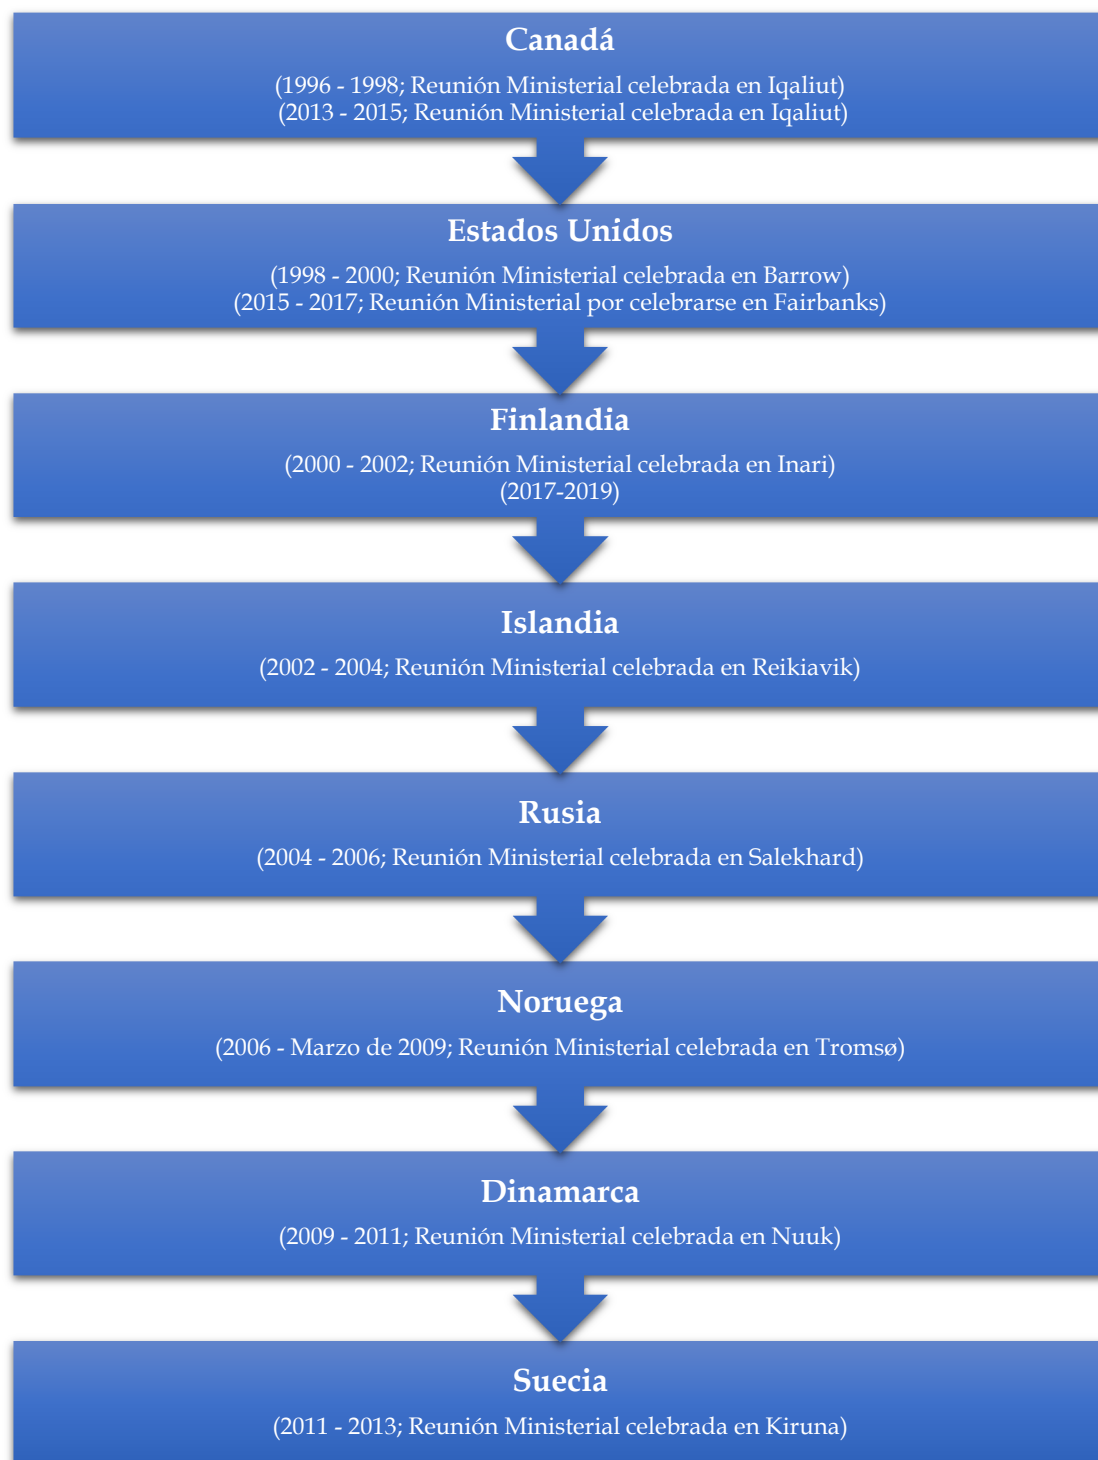 Canadá
(1996 - 1998; Reunión Ministerial celebrada en Iqaliut)
(2013 - 2015; Reunión Ministerial celebrada en Iqaliut)
Estados Unidos
(1998 - 2000; Reunión Ministerial celebrada en Barrow)
(2015 - 2017; Reunión Ministerial por celebrarse en Fairbanks)
Finlandia
(2000 - 2002; Reunión Ministerial celebrada en Inari)
(2017-2019)
Islandia
(2002 - 2004; Reunión Ministerial celebrada en Reikiavik)
Rusia
(2004 - 2006; Reunión Ministerial celebrada en Salekhard)
Noruega
(2006 - Marzo de 2009; Reunión Ministerial celebrada en Tromsø)
Dinamarca
(2009 - 2011; Reunión Ministerial celebrada en Nuuk)
Suecia
(2011 - 2013; Reunión Ministerial celebrada en Kiruna)